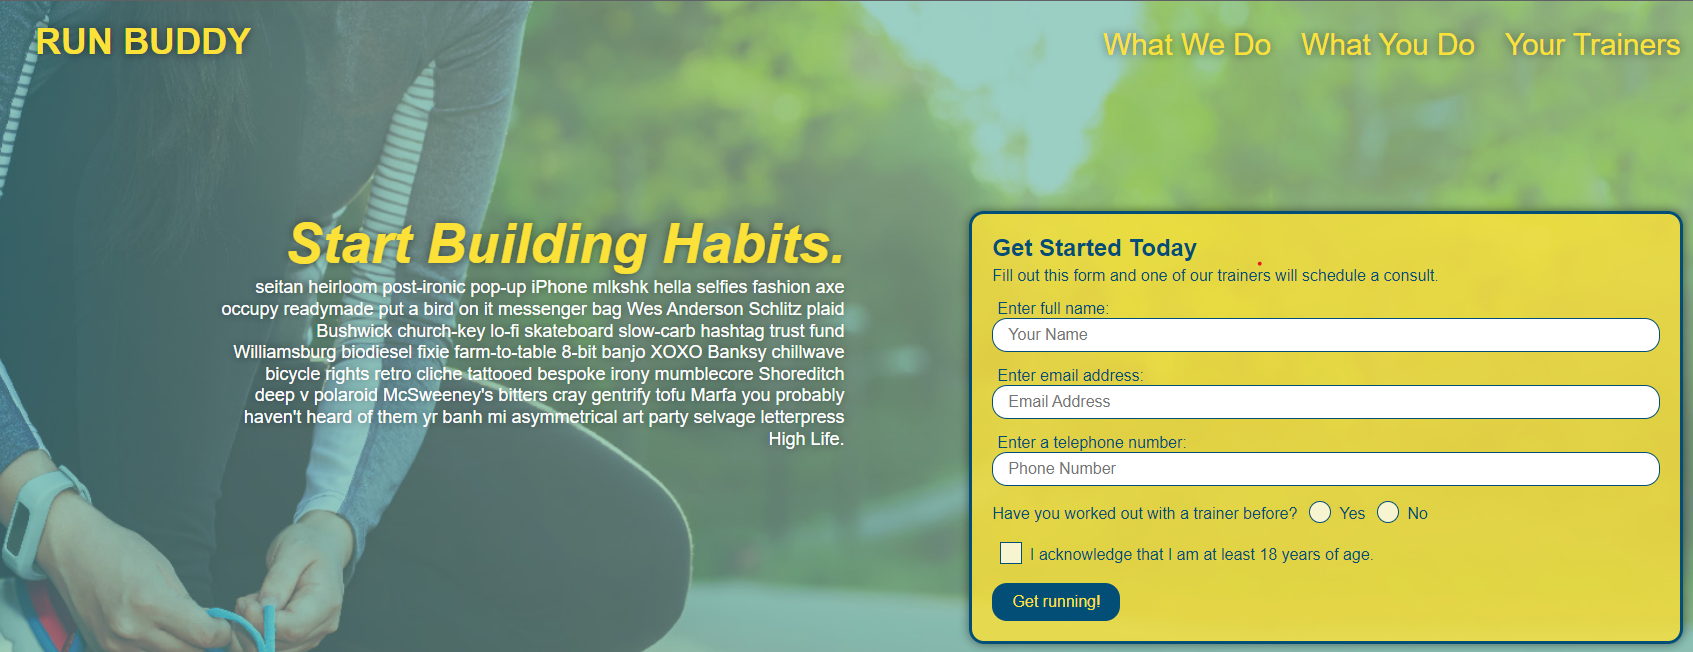 RUN BUDDY
What We Do What You Do Your Trainers
Start Building Habits.
seitan heirloom post-ironic pop-up iPhone mlkshk hella selfies fashion axe
occupy readymade put a bird on it messenger bag Wes Anderson Schlitz plaid
Bushwick church-key lo-fi skateboard slow-carb hashtag trust fund
Williamsburg biodiesel fixie farm-to-table 8-bit banjo XOXO Banksy chillwave
bicycle rights retro cliche tattooed bespoke irony mumblecore Shoreditch
deep v polaroid McSweeney's bitters cray gentrify tofu Marfa you probably
haven't heard of them yr banh mi asymmetrical art party selvage letterpress
High Life.
Get Started Today
Fill out this form and one of our trainers will schedule a consult.
Enter full name:
Your Name
Enter email address:
Email Address
Enter a telephone number:
Phone Number
Have you worked out with a trainer before? Yes No
I acknowledge that I am at least 18 years of age.
Get running!